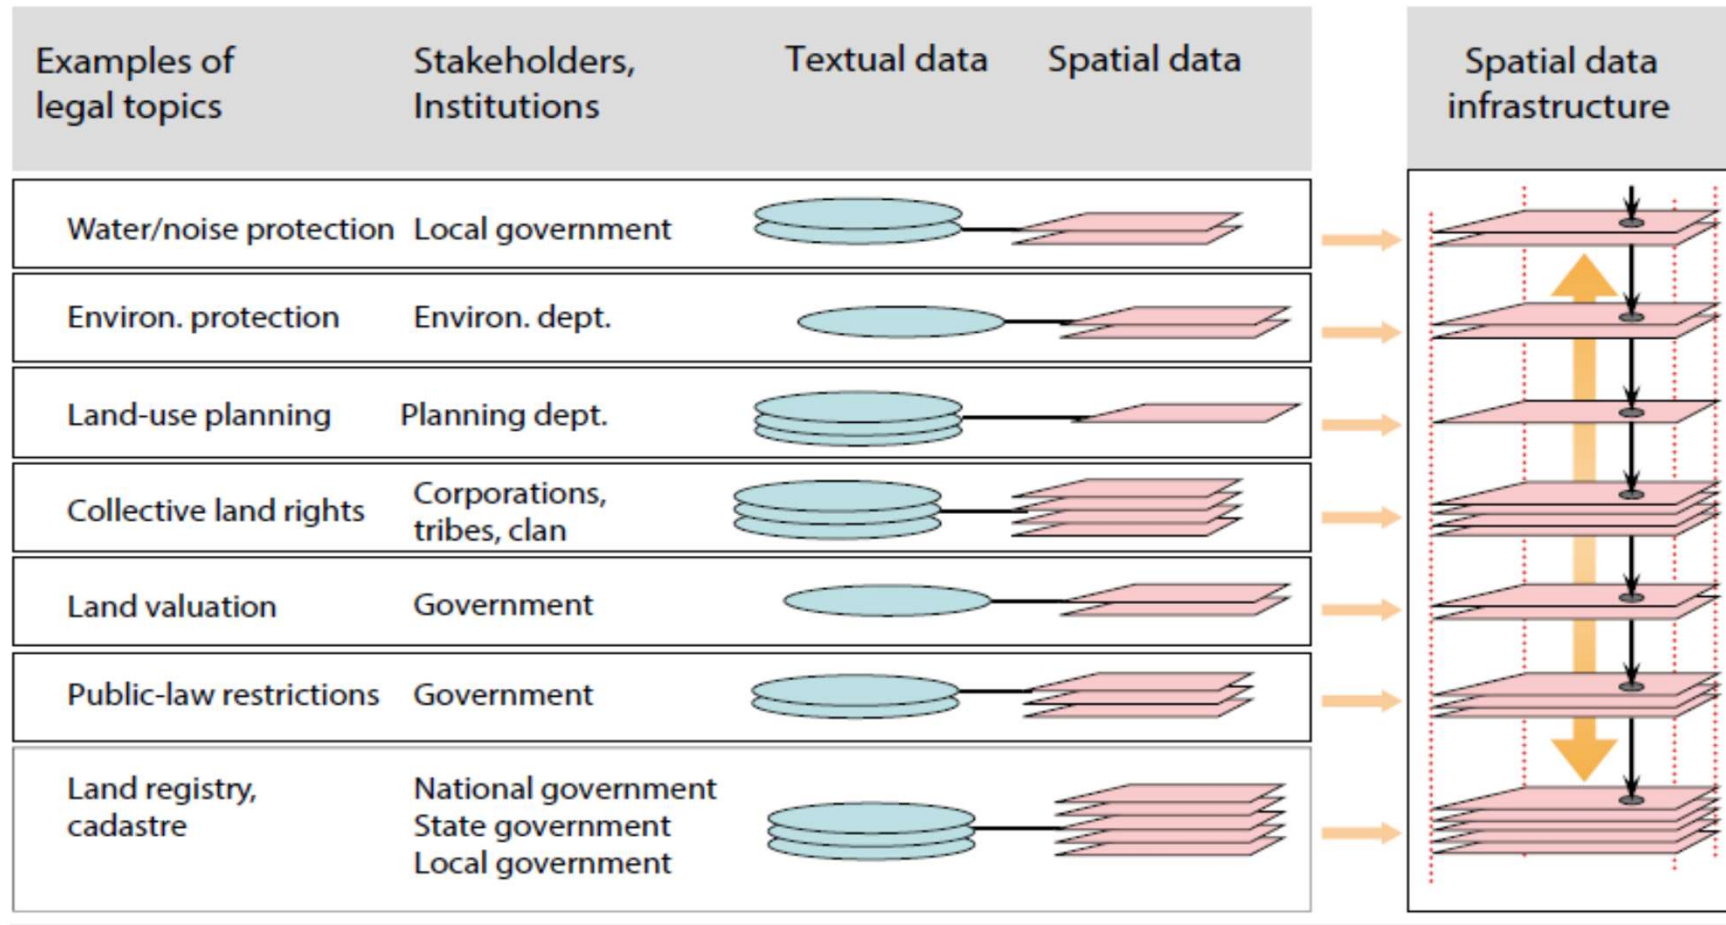 Examples of
legal topics
Stakeholders,
Institutions
Textual data
Spatial data
Spatial data
infrastructure
Water/noise protection
Local government
Environ. protection
Environ. dept.
Land-use planning
Planning dept.
Collective land rights
Corporations,
tribes, clan
Land valuation
Government
Public-law restrictions
Government
Land registry,
cadastre
National government
State government
Local government